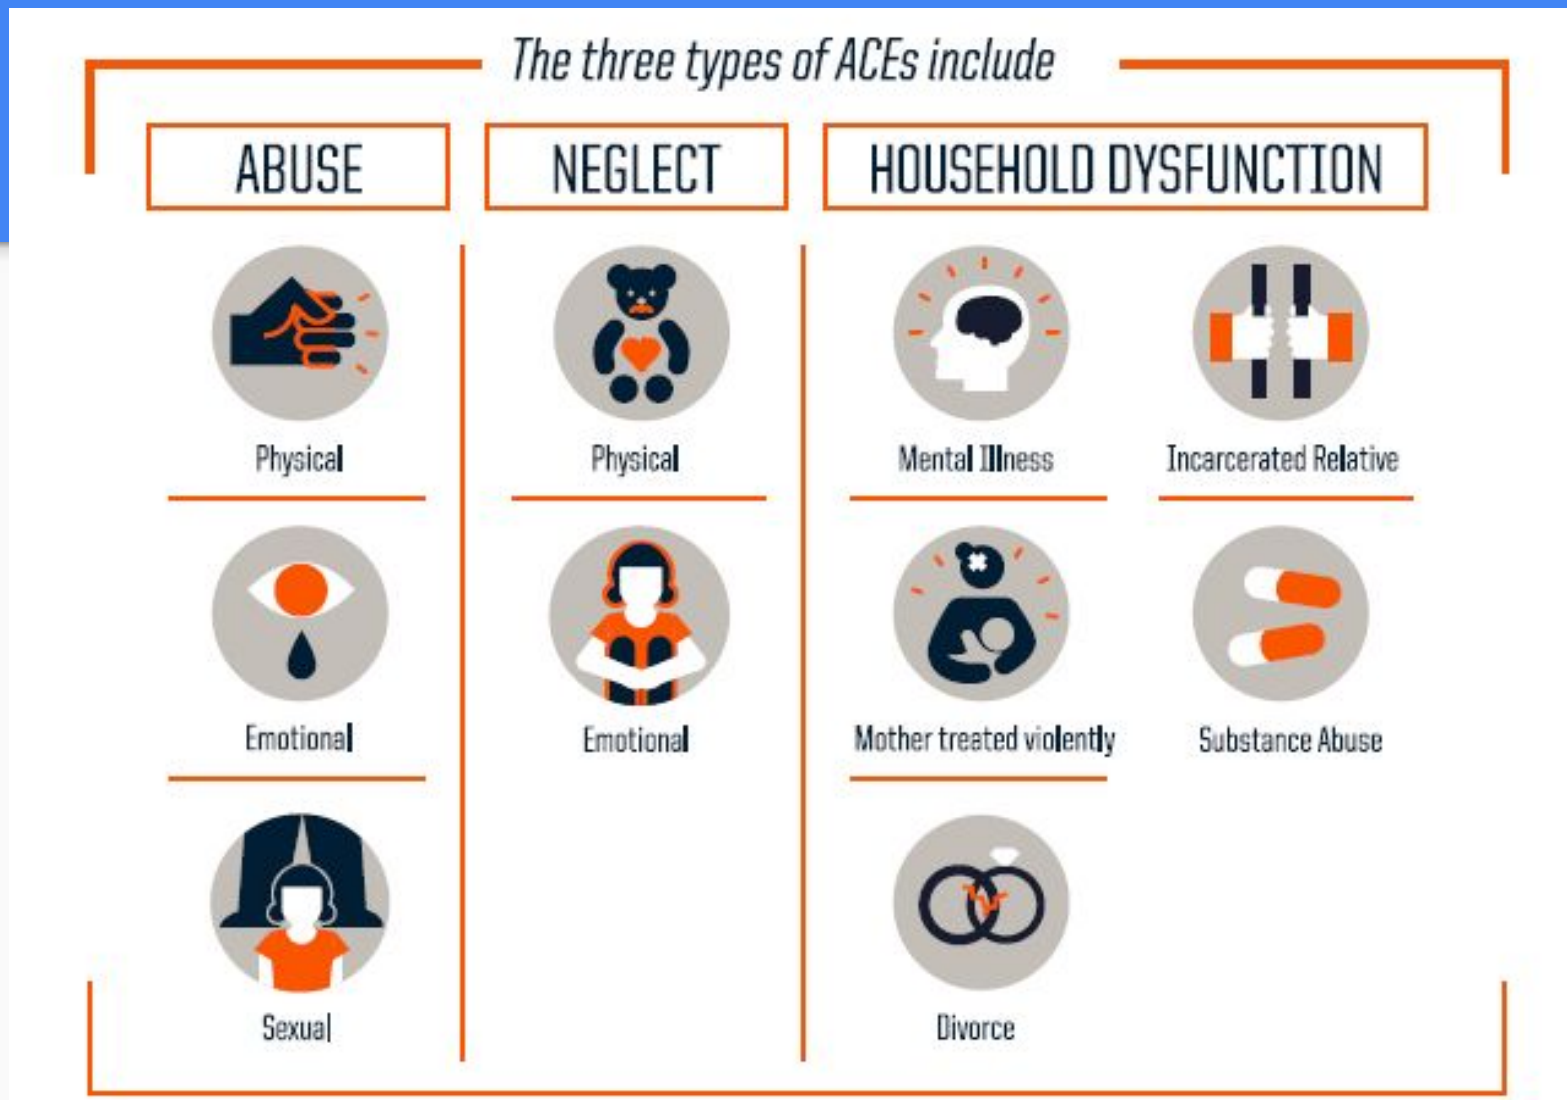 The three types of ACEs include
ABUSE
NEGLECT
HOUSEHOLD DYSFUNCTION
Physical
Physical
Mental Illness
Incarcerated Relative
Emotional
Emotional
Mother treated violently
Substance Abuse
Sexual
Divorce